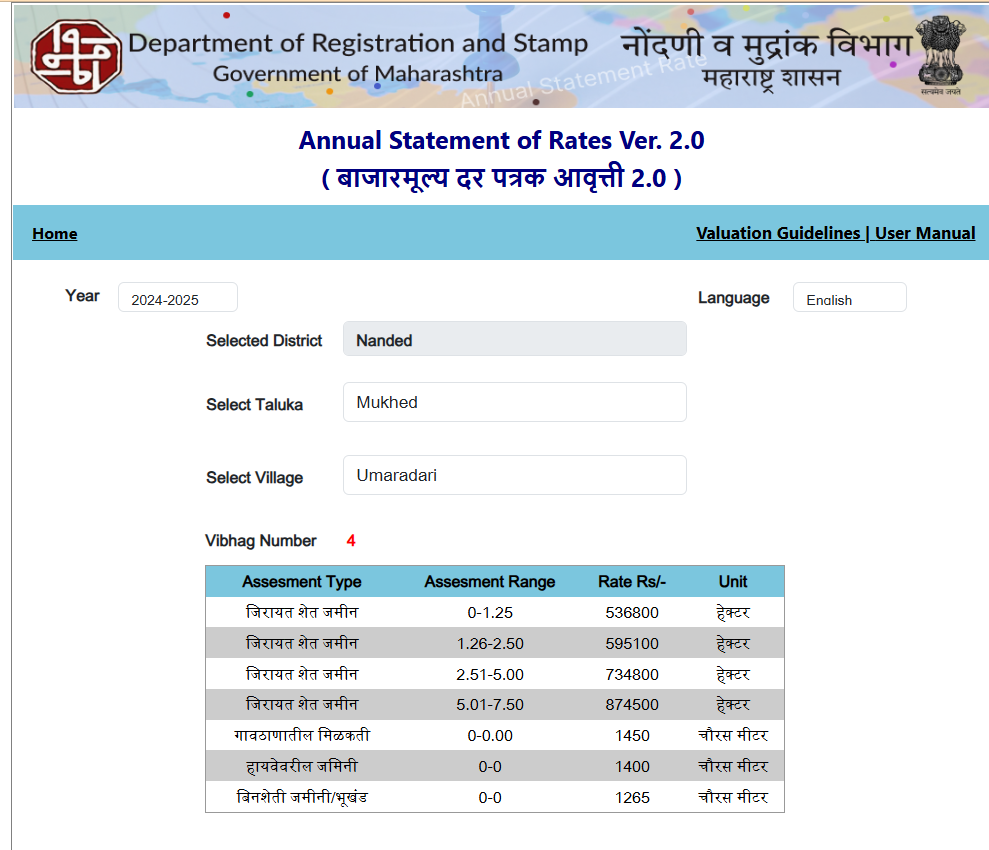 Department of Registration and Stamp
Government of Maharashtra
नोंदणी व मुद्रांक विभाग
महाराष्ट्र शासन
सत्यमेव जयते
Annual Statement Rate
Annual Statement of Rates Ver. 2.0
( बाजारमूल्य दर पत्रक आवृत्ती 2.0 )
Home Valuation Guidelines | User Manual
Year 2024-2025 Language English
Selected District Nanded
Select Taluka Mukhed
Select Village Umaradari
Vibhag Number 4
Assesment Type Assesment Range Rate Rs/- Unit
जिरायत शेत जमीन 0-1.25 536800 हेक्टर
जिरायत शेत जमीन 1.26-2.50 595100 हेक्टर
जिरायत शेत जमीन 2.51-5.00 734800 हेक्टर
जिरायत शेत जमीन 5.01-7.50 874500 हेक्टर
गावठाणातील मिळकती 0-0.00 1450 चौरस मीटर
हायवेवरील जमिनी 0-0 1400 चौरस मीटर
बिनशेती जमीनी/भूखंड 0-0 1265 चौरस मीटर